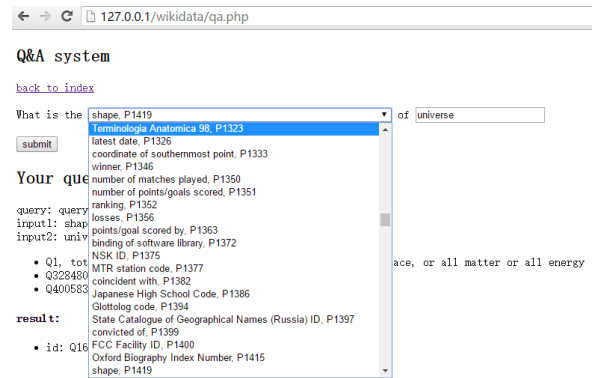 127.0.0.1/wikidata/qa.php
Q&A system
back to index
What is the shape, P1419 of universe
Terminologia Anatomica 98, P1323
latest date, P1326
submit
coordinate of southernmost point, P1333
winner, P1346
number of matches played, P1350
Your que
number of points/goals scored, P1351
ranking, P1352
query: query
losses, P1356
input1: shap
points/goal scored by, P1363
input2: univ
binding of software library, P1372
NSK ID, P1375
Q1, tot
MTR station code, P1377
ace, or all matter or all energy
Q328480
coincident with, P1382
Q400583
Japanese High School Code, P1386
Glottolog code, P1394
result:
State Catalogue of Geographical Names (Russia) ID, P1397
convicted of, P1399
id: Q16
FCC Facility ID, P1400
Oxford Biography Index Number, P1415
shape, P1419